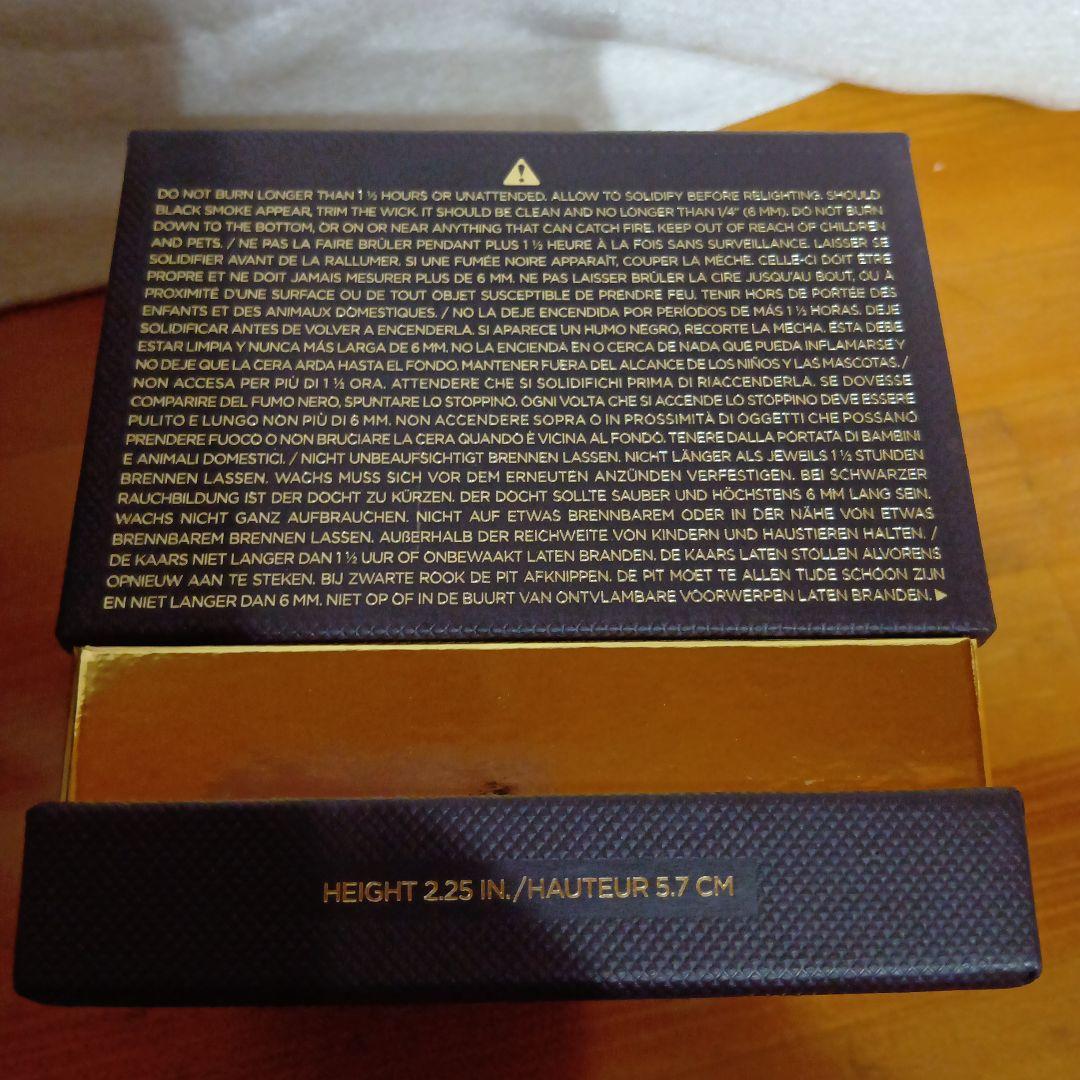 DO NOT BURN LONGER THAN 1 ½ HOURS OR UNATTENDED. ALLOW TO SOLIDIFY BEFORE RELIGHTING. SHOULD
BLACK SMOKE APPEAR, TRIM THE WICK. IT SHOULD BE CLEAN AND NO LONGER THAN 1/4" (6 MM). DO NOT BURN
DOWN TO THE BOTTOM, OR ON OR NEAR ANYTHING THAT CAN CATCH FIRE. KEEP OUT OF REACH OF CHILDREN
AND PETS. / NE PAS LA FAIRE BRÛLER PENDANT PLUS 1 ½ HEURE À LA FOIS SANS SURVEILLANCE. LAISSER SE
SOLIDIFIER AVANT DE LA RALLUMER. SI UNE FUMÉE NOIRE APPARAÎT, COUPER LA MÈCHE. CELLE-CI DOIT ÊTRE
PROPRE ET NE DOIT JAMAIS MESURER PLUS DE 6 MM. NE PAS LAISSER BRÛLER LA CIRE JUSQU'AU BOUT, OU À
PROXIMITÉ D'UNE SURFACE OU DE TOUT OBJET SUSCEPTIBLE DE PRENDRE FEU. TENIR HORS DE PORTÉE DES
ENFANTS ET DES ANIMAUX DOMESTIQUES. / NO LA DEJE ENCENDIDA POR PERÍODOS DE MÁS 1 ½ HORAS. DEJE
SOLIDIFICAR ANTES DE VOLVER A ENCENDERLA. SI APARECE UN HUMO NEGRO, RECORTE LA MECHA. ÉSTA DEBE
ESTAR LIMPIA Y NUNCA MÁS LARGA DE 6 MM. NO LA ENCIENDA EN O CERCA DE NADA QUE PUEDA INFLAMARSE Y
NO DEJE QUE LA CERA ARDA HASTA EL FONDO. MANTENER FUERA DEL ALCANCE DE LOS NIÑOS Y LAS MASCOTAS. /
NON ACCESA PER PIÙ DI 1 ½ ORA. ATTENDERE CHE SI SOLIDIFICHI PRIMA DI RIACCENDERLA. SE DOVESSE
COMPARIRE DEL FUMO NERO, SPUNTARE LO STOPPINO. OGNI VOLTA CHE SI ACCENDE LO STOPPINO DEVE ESSERE
PULITO E LUNGO NON PIÙ DI 6 MM. NON ACCENDERE SOPRA O IN PROSSIMITÀ DI OGGETTI CHE POSSANO
PRENDERE FUOCO O NON BRUCIARE LA CERA QUANDO È VICINA AL FONDO. TENERE DALLA PORTATA DI BAMBINI
E ANIMALI DOMESTICI. / NICHT UNBEAUFSICHTIGT BRENNEN LASSEN. NICHT LÄNGER ALS JEWEILS 1 ½ STUNDEN
BRENNEN LASSEN. WACHS MUSS SICH VOR DEM ERNEUTEN ANZÜNDEN VERFESTIGEN. BEI SCHWARZER
RAUCHBILDUNG IST DER DOCHT ZU KÜRZEN. DER DOCHT SOLLTE SAUBER UND HÖCHSTENS 6 MM LANG SEIN.
WACHS NICHT GANZ AUFBRAUCHEN. NICHT AUF ETWAS BRENNBAREM ODER IN DER NÄHE VON ETWAS
BRENNBAREM BRENNEN LASSEN. AUßERHALB DER REICHWEITE VON KINDERN UND HAUSTIEREN HALTEN. /
DE KAARS NIET LANGER DAN 1 ½ UUR OF ONBEWAAKT LATEN BRANDEN. DE KAARS LATEN STOLLEN ALVORENS
OPNIEUW AAN TE STEKEN. BIJ ZWARTE ROOK DE PIT AFKNIPPEN. DE PIT MOET TE ALLEN TIJDE SCHOON ZIJN
EN NIET LANGER DAN 6 MM. NIET OP OF IN DE BUURT VAN ONTVLAMBARE VOORWERPEN LATEN BRANDEN.
HEIGHT 2.25 IN./HAUTEUR 5.7 CM